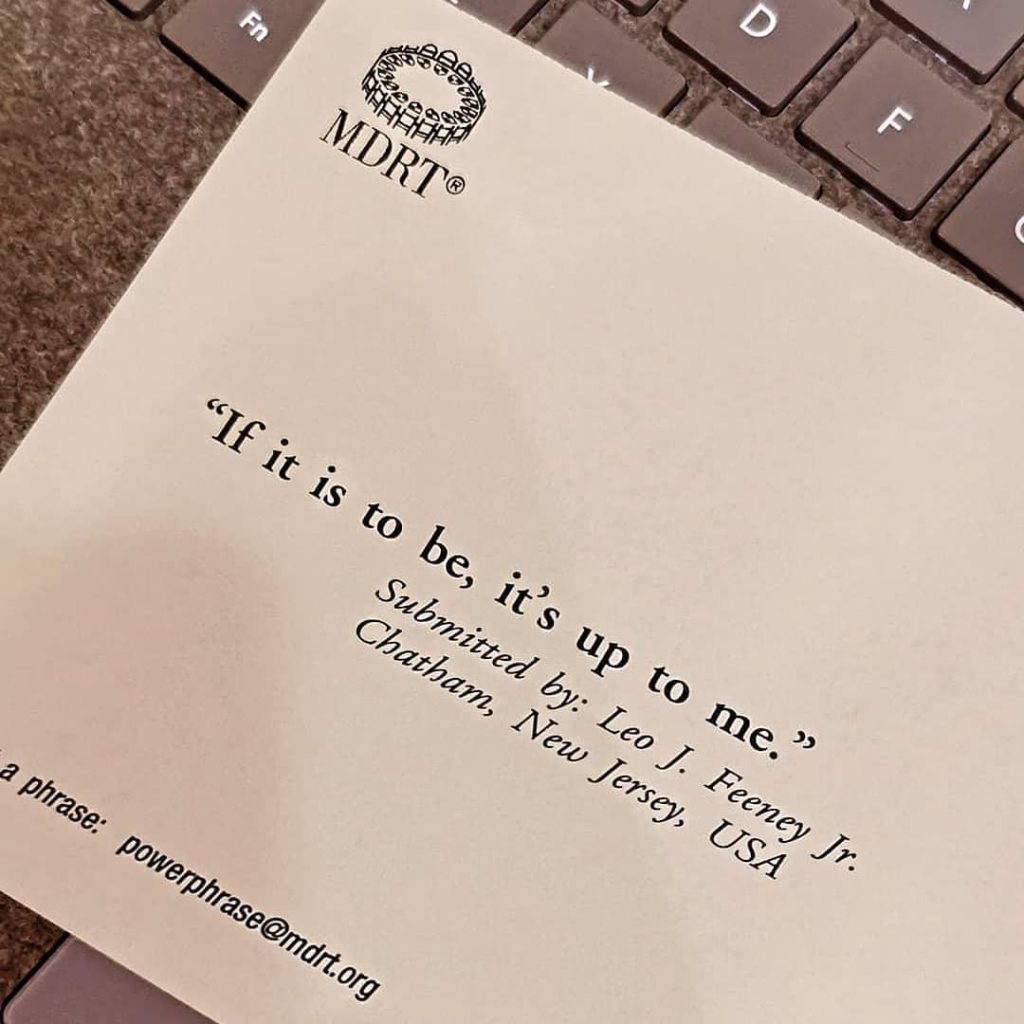 Fn
D
F
MDRT®
“If it is to be, it’s up to me.”
Submitted by: Leo J. Feeney Jr.
Chatham, New Jersey, USA
a phrase: powerphrase@mdrt.org